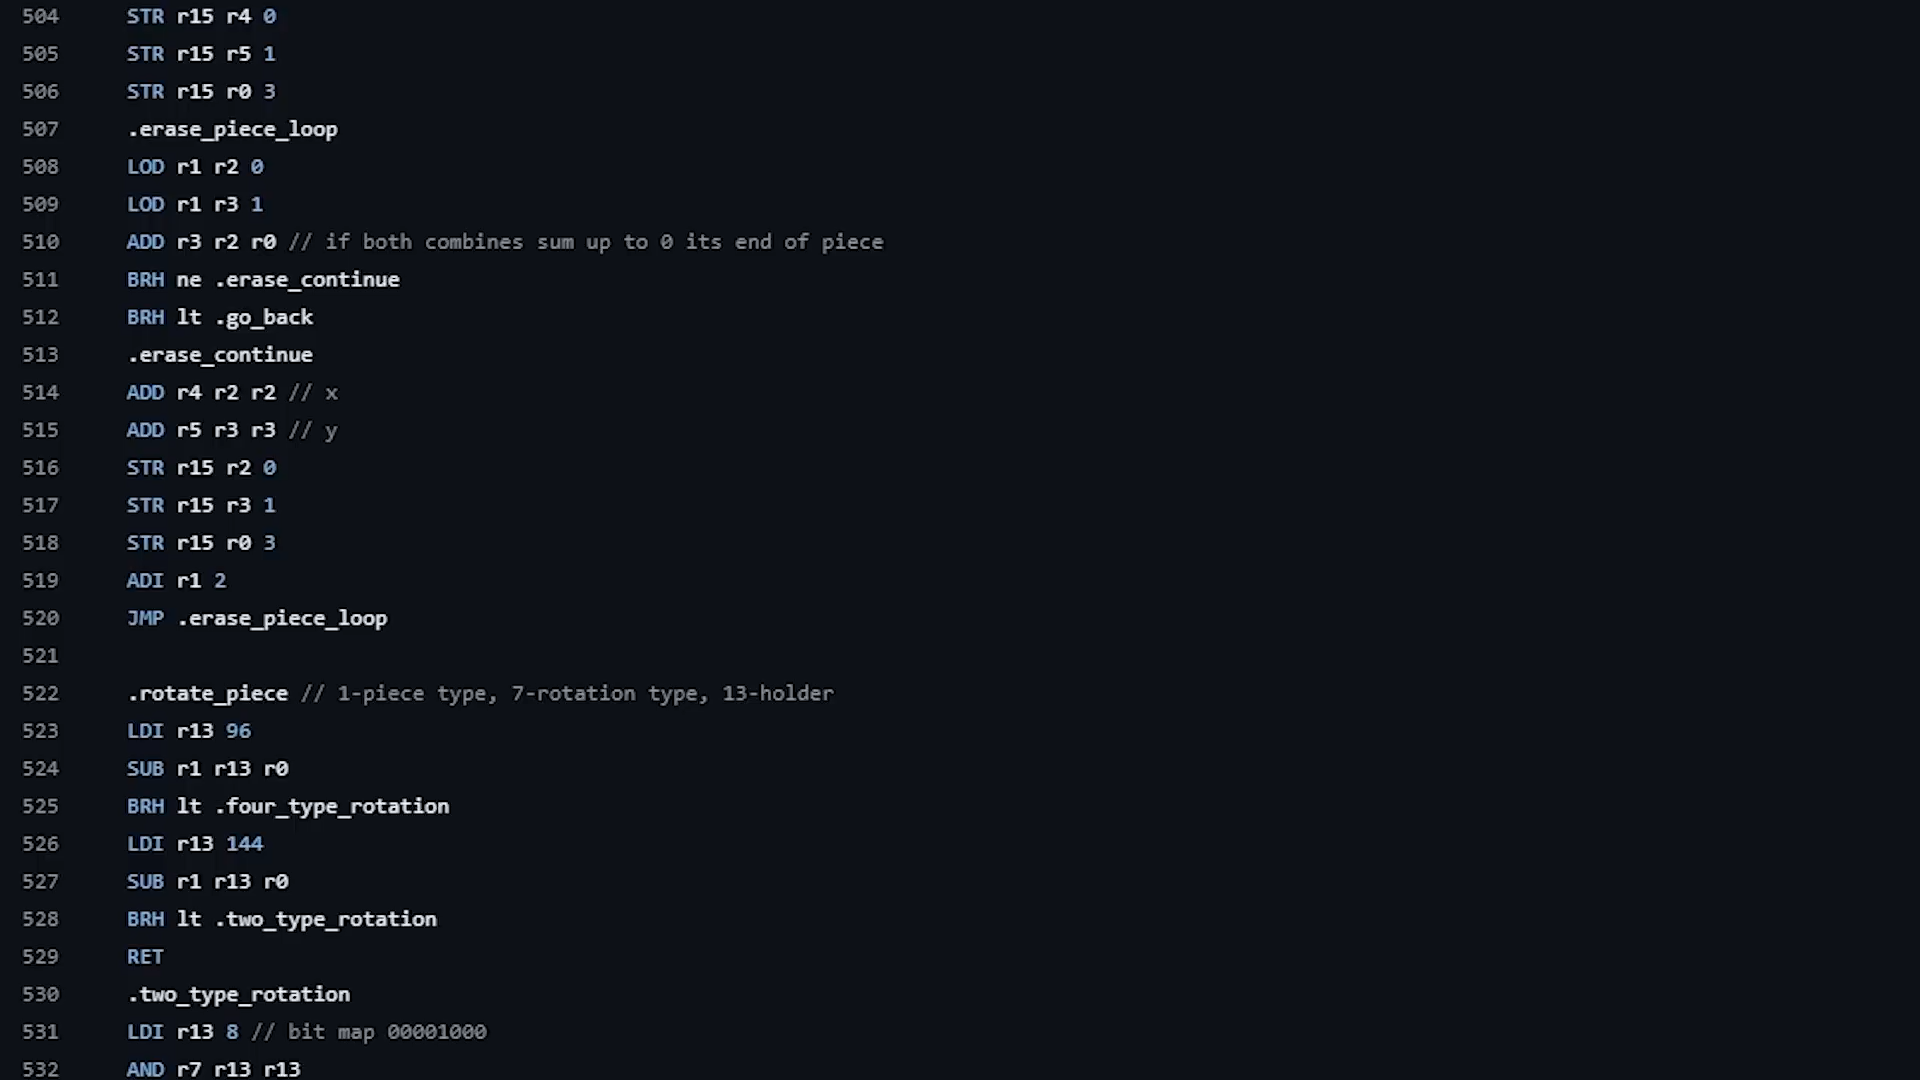 504 STR r15 r4 0
505 STR r15 r5 1
506 STR r15 r0 3
507 .erase_piece_loop
508 LOD r1 r2 0
509 LOD r1 r3 1
510 ADD r3 r2 r0 // if both combines sum up to 0 its end of piece
511 BRH ne .erase_continue
512 BRH lt .go_back
513 .erase_continue
514 ADD r4 r2 r2 // x
515 ADD r5 r3 r3 // y
516 STR r15 r2 0
517 STR r15 r3 1
518 STR r15 r0 3
519 ADI r1 2
520 JMP .erase_piece_loop
521
522 .rotate_piece // 1-piece type, 7-rotation type, 13-holder
523 LDI r13 96
524 SUB r1 r13 r0
525 BRH lt .four_type_rotation
526 LDI r13 144
527 SUB r1 r13 r0
528 BRH lt .two_type_rotation
529 RET
530 .two_type_rotation
531 LDI r13 8 // bit map 00001000
532 AND r7 r13 r13